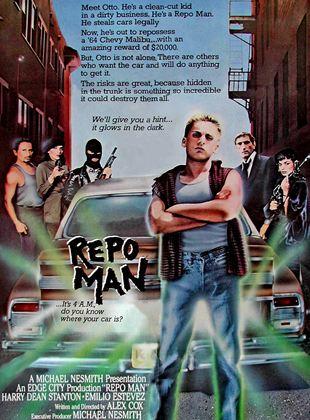 Meet Otto. He's a clean-cut kid
in a dirty business. He's a Repo Man.
He steals cars legally
Now, he's out to repossess
a '64 Chevy Malibu...with an
amazing reward of $20,000.
But, Otto is not alone. There are others
who want the car and will do anything
to get it.
The risks are great, because hidden
in the trunk is something so incredible
it could destroy them all.
We'll give you a hint...
it glows in the dark.
REPO
MAN
...It's 4 A.M.,
do you know
where your car is?
A MICHAEL NESMITH Presentation
An EDGE CITY Production "REPO MAN"
HARRY DEAN STANTON • EMILIO ESTEVEZ
Written and Directed by ALEX COX
Executive Producer MICHAEL NESMITH